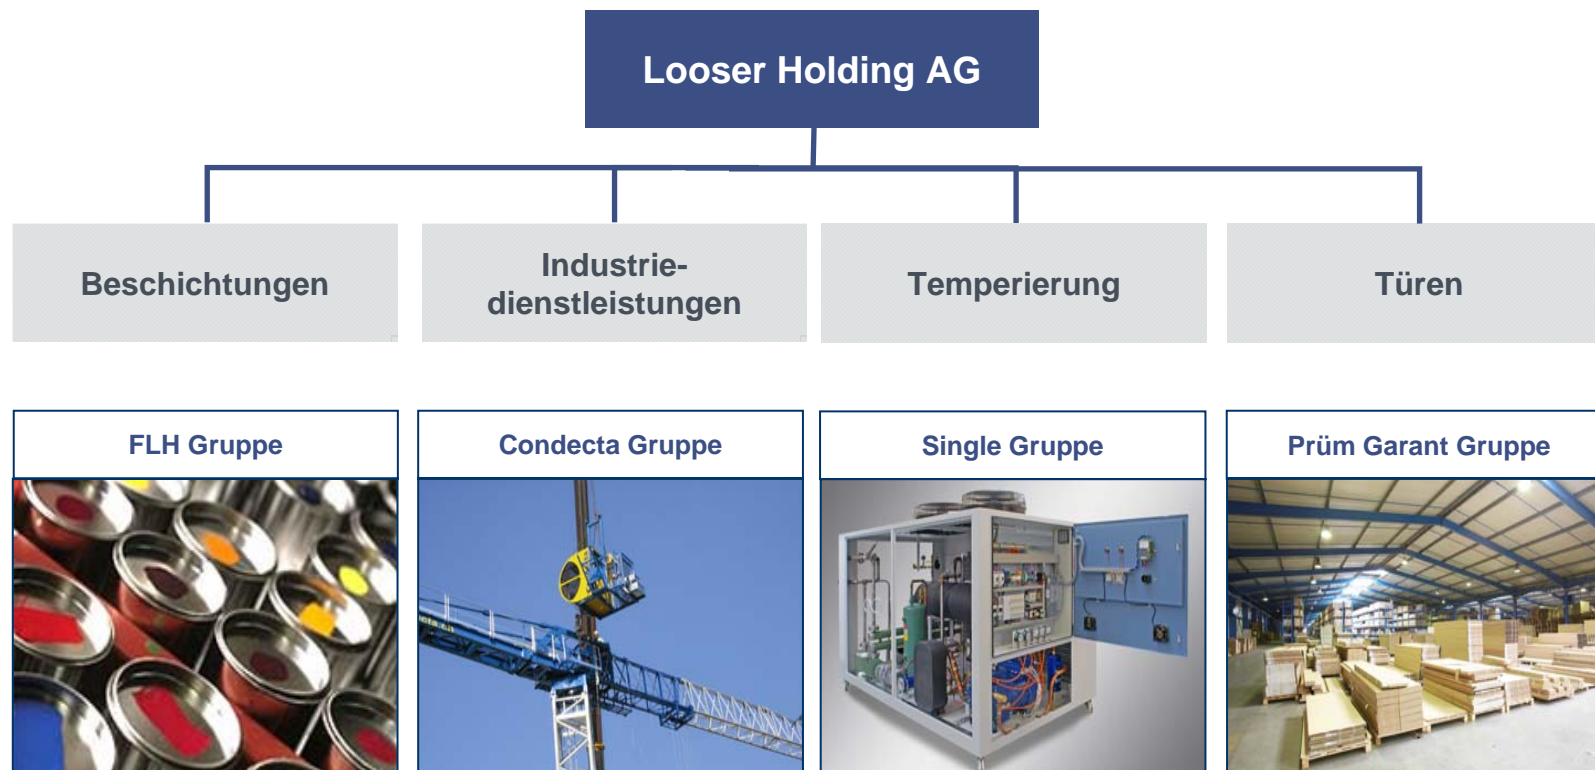 Looser Holding AG
Beschichtungen
Industrie-
dienstleistungen
Temperierung
Türen
FLH Gruppe
Condecta Gruppe
Single Gruppe
Prüm Garant Gruppe